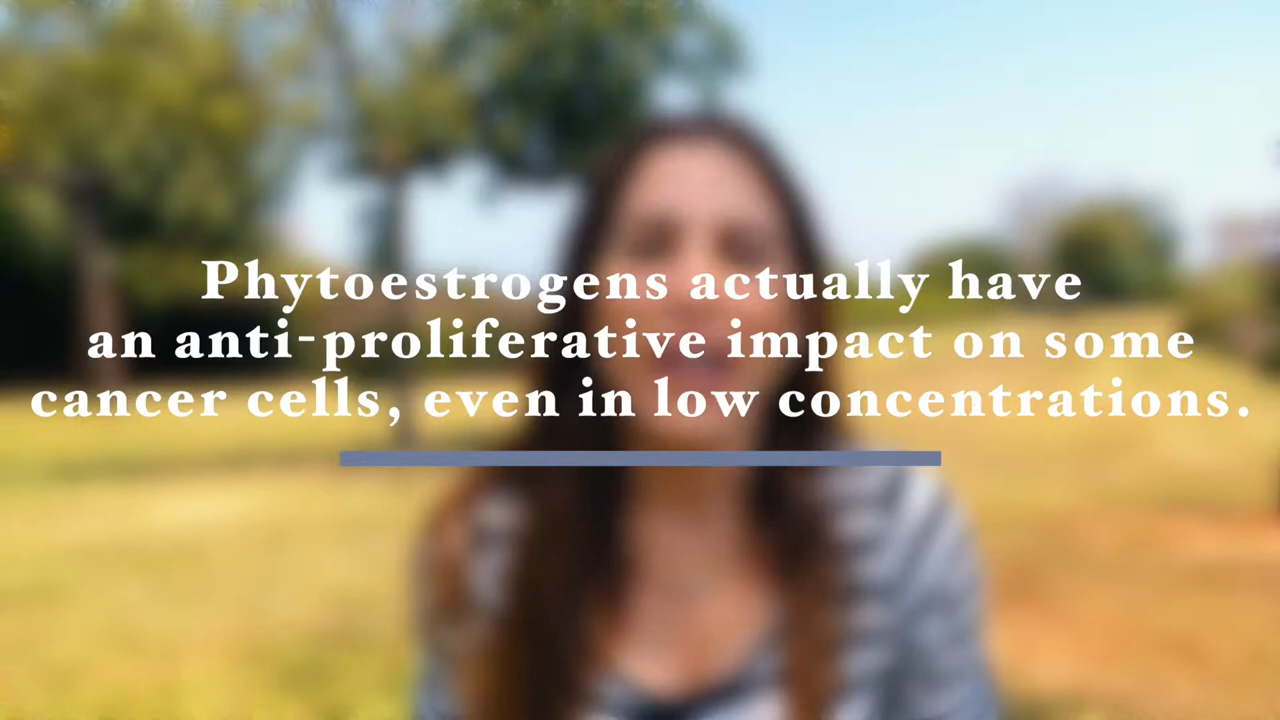 Phytoestrogens actually have
an anti-proliferative impact on some
cancer cells, even in low concentrations.